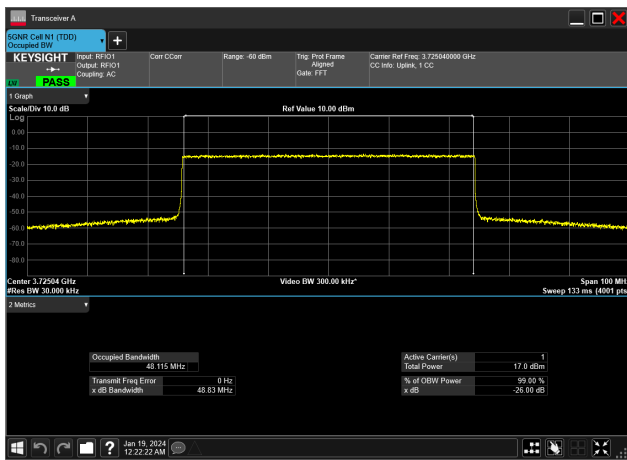 Transceiver A
5GNR Cell N1 (TDD)
Occupied BW
KEYSIGHT
LVI
PASS
Input: RFIO1
Output: RFIO1
Coupling: AC
Corr CCorr
Range: -60 dBm
Trig: Prot Frame
Aligned
Gate: FFT
Carrier Ref Freq: 3.725040000 GHz
CC Info: Uplink, 1 CC
1 Graph
Scale/Div 10.0 dB
Ref Value 10.00 dBm
Log
0.00
-10.0
-20.0
-30.0
-40.0
-50.0
-60.0
-70.0
-80.0
Center 3.72504 GHz
#Res BW 30.000 kHz
Video BW 300.00 kHz*
Span 100 MH
Sweep 133 ms (4001 pts
2 Metrics
Occupied Bandwidth
48.115 MHz
Transmit Freq Error 0 Hz
x dB Bandwidth 48.83 MHz
Active Carrier(s) 1
Total Power 17.0 dBm
% of OBW Power 99.00 %
x dB -26.00 dB
Jan 19, 2024
12:22:22 AM